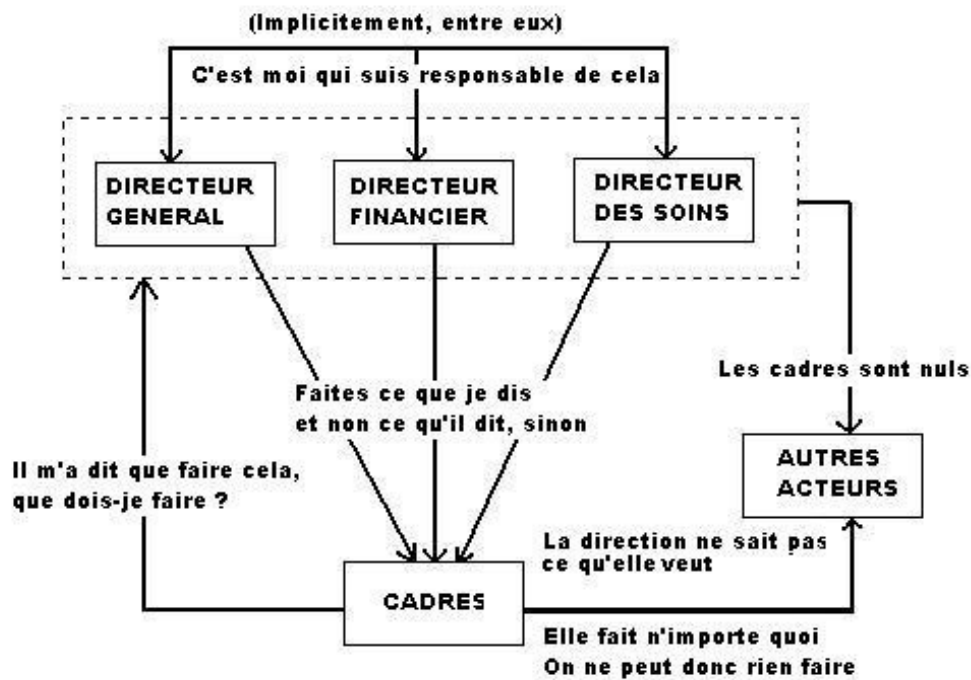 (Implicitement, entre eux)
C'est moi qui suis responsable de cela
DIRECTEUR
GENERAL
DIRECTEUR
FINANCIER
DIRECTEUR
DES SOINS
Les cadres sont nuls
Faites ce que je dis
et non ce qu'il dit, sinon
Il m'a dit que faire cela,
que dois-je faire ?
AUTRES
ACTEURS
La direction ne sait pas
ce qu'elle veut
CADRES
Elle fait n'importe quoi
On ne peut donc rien faire